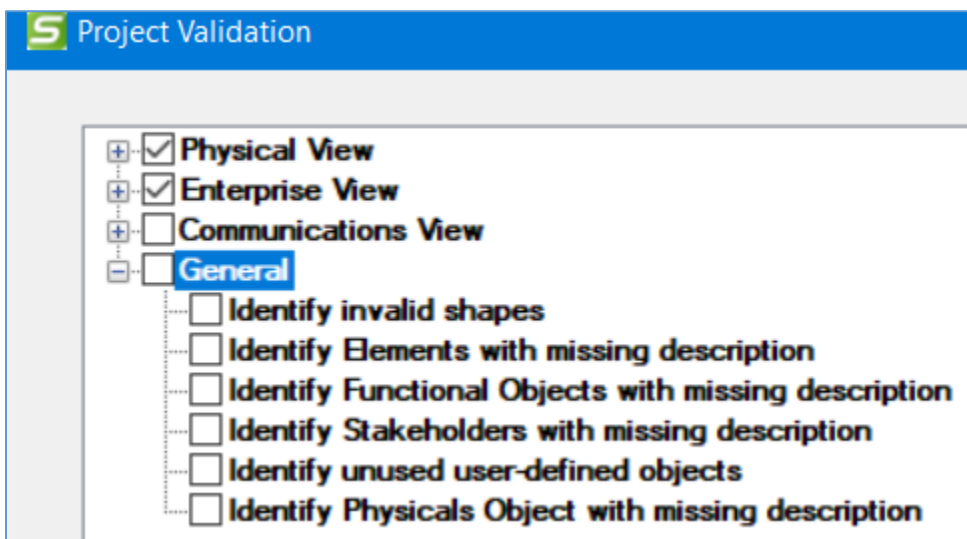 Project Validation
Physical View
Enterprise View
Communications View
General
Identify invalid shapes
Identify Elements with missing description
Identify Functional Objects with missing description
Identify Stakeholders with missing description
Identify unused user-defined objects
Identify Physicals Object with missing description